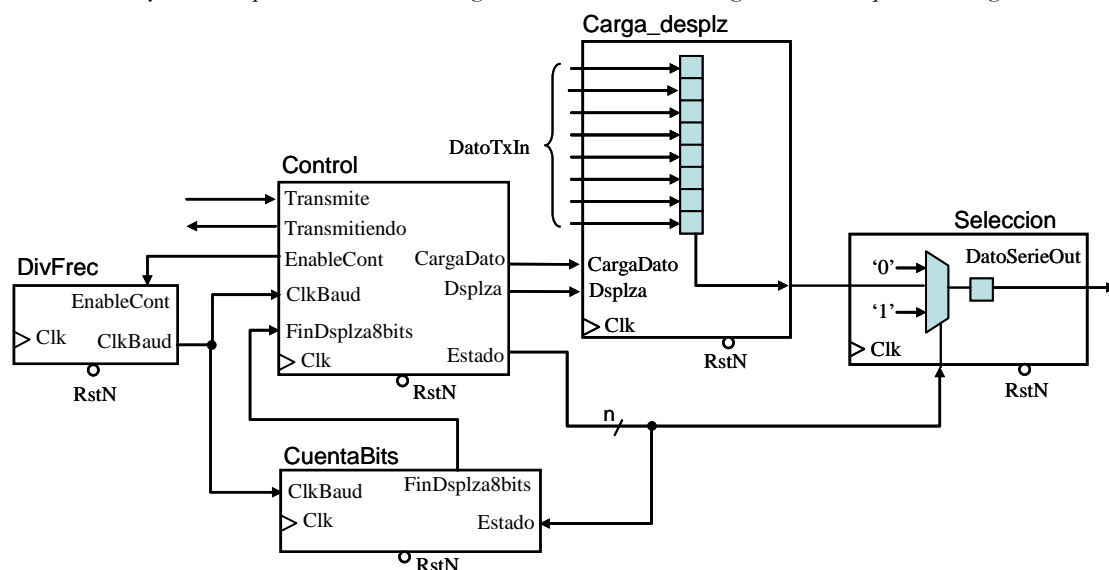 Carga_desplz
DatoTxIn
CargaDato
Dsplza
Clk
RstN
Control
Transmite
Transmitiendo
EnableCont
CargaDato
ClkBaud
Dsplza
FinDsplza8bits
Clk
Estado
RstN
DivFrec
EnableCont
Clk
ClkBaud
RstN
Seleccion
DatoSerieOut
‘0’
‘1’
Clk
RstN
n
CuentaBits
ClkBaud
FinDsplza8bits
Clk
Estado
RstN